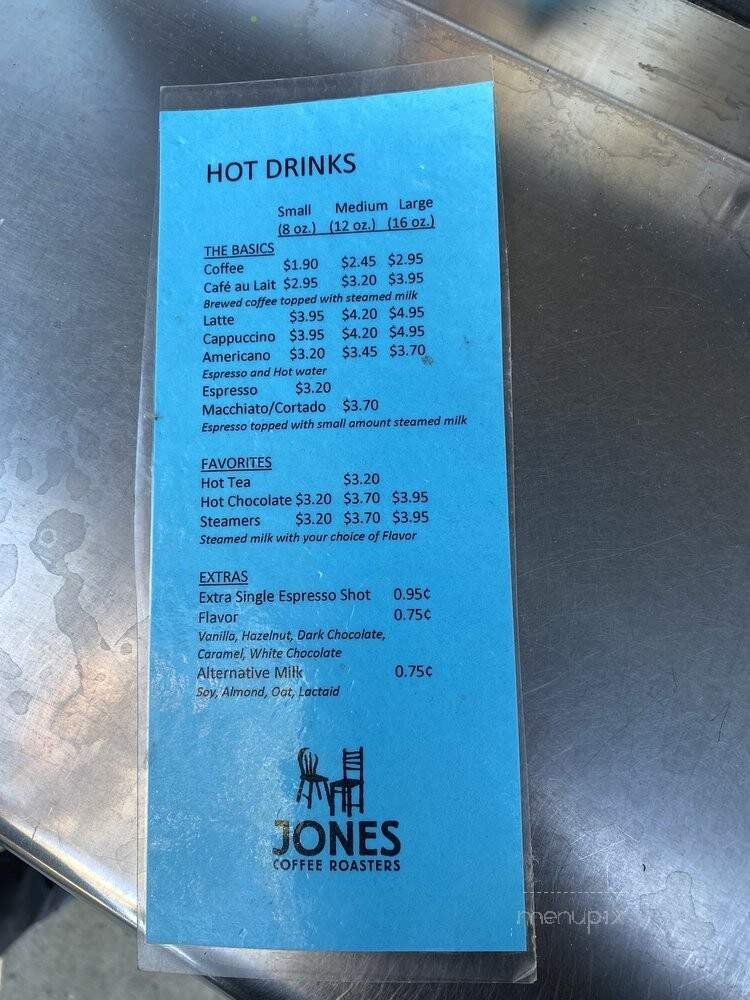 HOT DRINKS
Small Medium Large
(8 oz.) (12 oz.) (16 oz.)
THE BASICS
Coffee $1.90 $2.45 $2.95
Café au Lait $2.95 $3.20 $3.95
Brewed coffee topped with steamed milk
Latte $3.95 $4.20 $4.95
Cappuccino $3.95 $4.20 $4.95
Americano $3.20 $3.45 $3.70
Espresso and Hot water
Espresso $3.20
Macchiato/Cortado $3.70
Espresso topped with small amount steamed milk
FAVORITES
Hot Tea $3.20
Hot Chocolate $3.20 $3.70 $3.95
Steamers $3.20 $3.70 $3.95
Steamed milk with your choice of Flavor
EXTRAS
Extra Single Espresso Shot 0.95¢
Flavor 0.75¢
Vanilla, Hazelnut, Dark Chocolate,
Caramel, White Chocolate
Alternative Milk 0.75¢
Soy, Almond, Oat, Lactaid
JONES
COFFEE ROASTERS
menupix